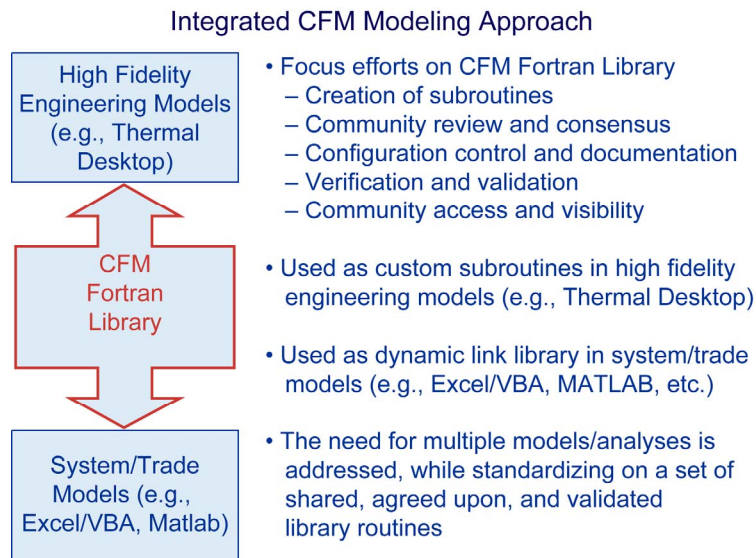 Integrated CFM Modeling Approach
High Fidelity
Engineering Models
(e.g., Thermal
Desktop)
CFM
Fortran
Library
System/Trade
Models (e.g.,
Excel/VBA, Matlab)
• Focus efforts on CFM Fortran Library
– Creation of subroutines
– Community review and consensus
– Configuration control and documentation
– Verification and validation
– Community access and visibility
• Used as custom subroutines in high fidelity
engineering models (e.g., Thermal Desktop)
• Used as dynamic link library in system/trade
models (e.g., Excel/VBA, MATLAB, etc.)
• The need for multiple models/analyses is
addressed, while standardizing on a set of
shared, agreed upon, and validated
library routines